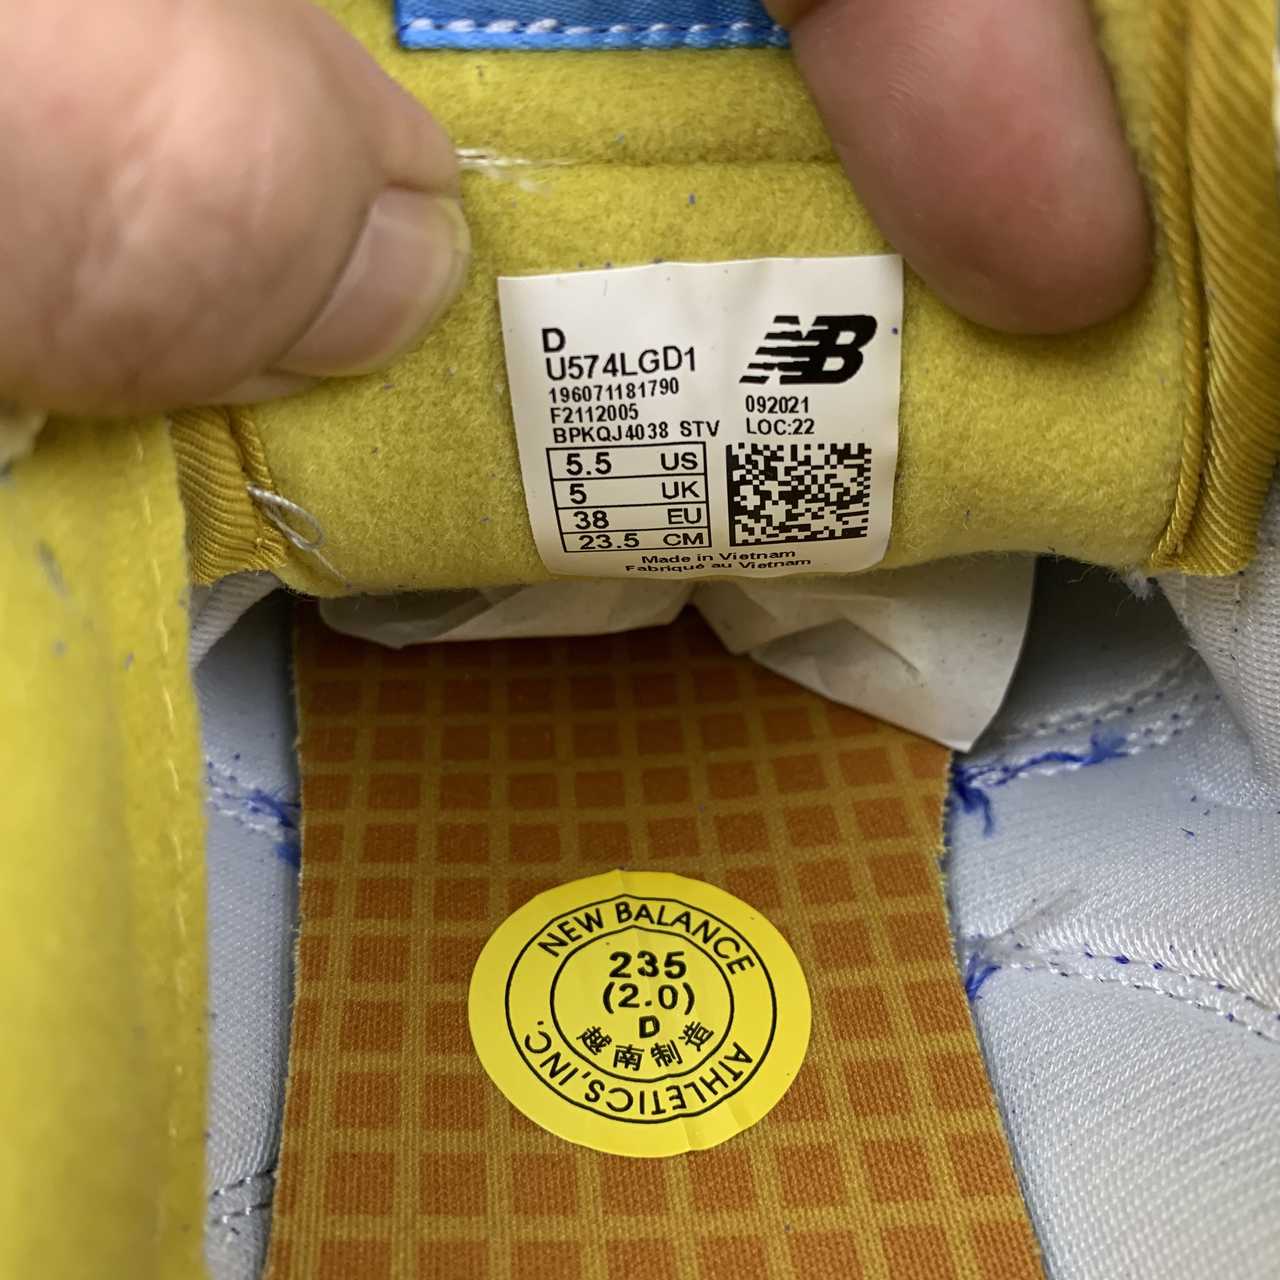 D
U574LGD1
196071181790
F2112005
BPKQJ4038 STV
NB
092021
LOC:22
5.5 US
5 UK
38 EU
23.5 CM
Made in Vietnam
Fabriqué au Vietnam
NEW BALANCE
235
(2.0)
D
越南制造
ATHLETICS, INC.